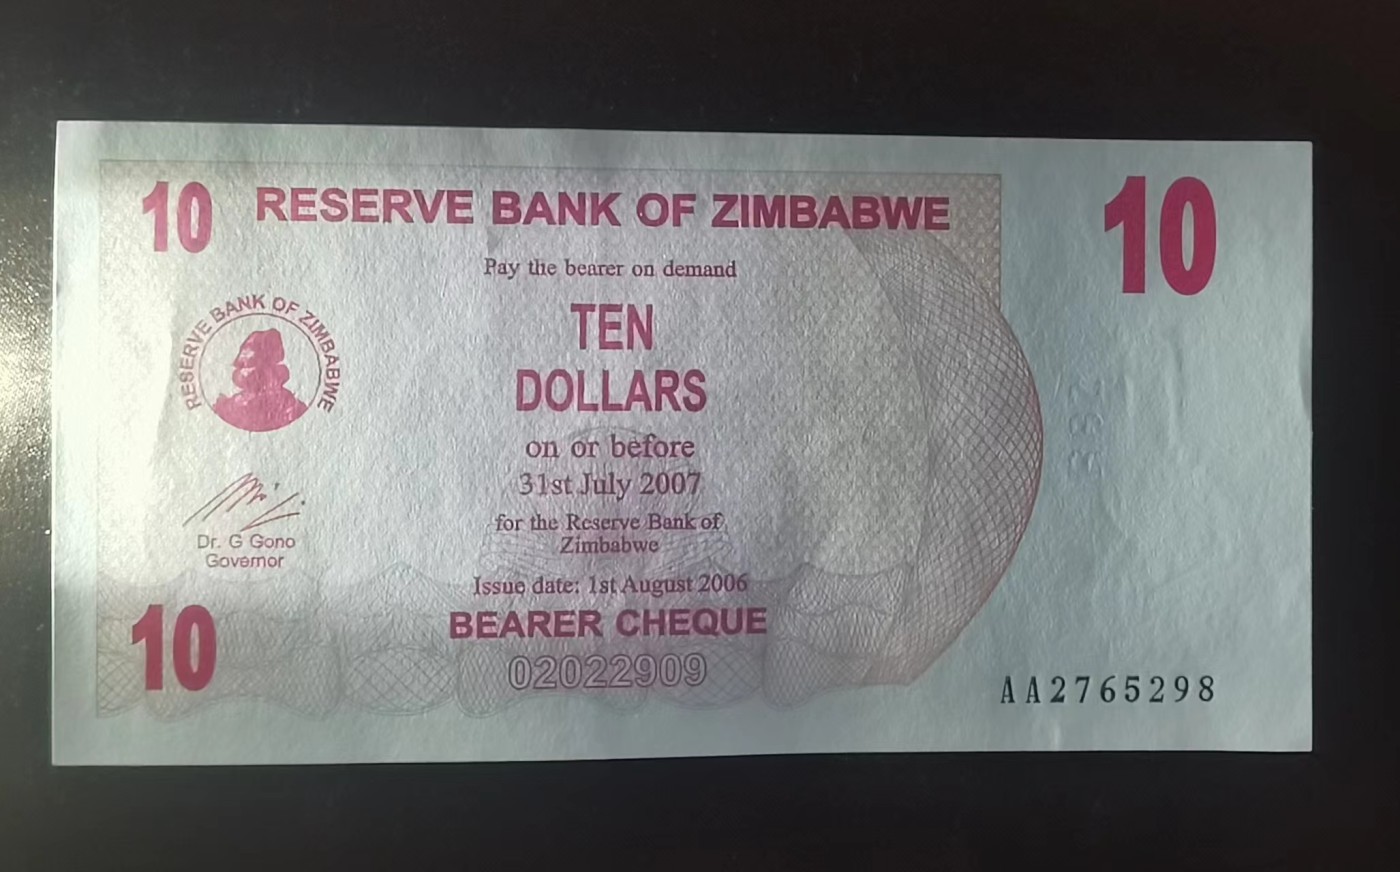 10 RESERVE BANK OF ZIMBABWE 10
Pay the bearer on demand
TEN
DOLLARS
RESERVE BANK OF ZIMBABWE
on or before
31st July 2007
for the Reserve Bank of
Zimbabwe
Dr. G Gono
Governor
Issue date: 1st August 2006
10 BEARER CHEQUE
02022909
AA2765298